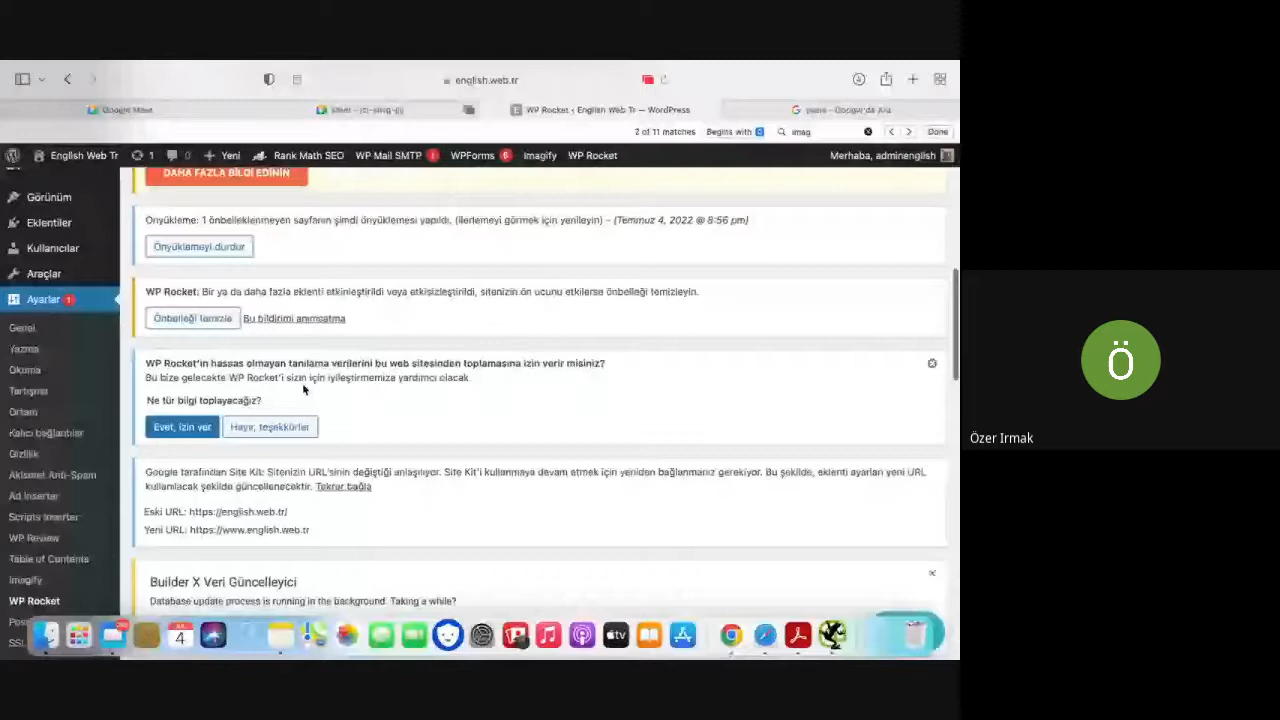 english.web.tr
Google Meet
WP Rocket ‹ English Web Tr — WordPress
2 of 11 matches Begins with imag Done
English Web Tr 1 0 Yeni Rank Math SEO WP Mail SMTP 1 WPForms 6 Imagify WP Rocket Merhaba, adminenglish
DAHA FAZLA BİLGİ EDİNİN
Görünüm
Önyükleme: 1 önbelleklenmeyen sayfanın şimdi önyüklemesi yapıldı. (ilerlemeyi görmek için yenileyin) – (Temmuz 4, 2022 @ 8:56 pm)
Eklentiler
Önyüklemeyi durdur
Kullanıcılar
Araçlar
WP Rocket: Bir ya da daha fazla eklenti etkinleştirildi veya etkisizleştirildi, sitenizin ön ucunu etkilerse önbelleği temizleyin.
Ayarlar 1
Önbelleği temizle Bu bildirimi anımsatma
Genel
Yazma
Okuma
Tartışma
Ortam
Kalıcı bağlantılar
Gizlilik
Akismet Anti-Spam
Ad Inserter
Scripts Inserter
WP Review
Table of Contents
Imagify
WP Rocket
SSL
WP Rocket'in hassas olmayan tanılama verilerini bu web sitesinden toplamasına izin verir misiniz?
Bu bize gelecekte WP Rocket'i sizin için iyileştirmemize yardımcı olacak.
Ne tür bilgi toplayacağız?
Evet, izin ver Hayır, teşekkürler
Google tarafından Site Kit: Sitenizin URL'sinin değiştiği anlaşılıyor. Site Kit'i kullanmaya devam etmek için yeniden bağlanmanız gerekiyor. Bu şekilde, eklenti ayarları yeni URL
kullanılacak şekilde güncellenecektir. Tekrar bağla
Eski URL: https://english.web.tr/
Yeni URL: https://www.english.web.tr
Builder X Veri Güncelleyici
Database update process is running in the background. Taking a while?
4
tv
Ö
Özer Irmak